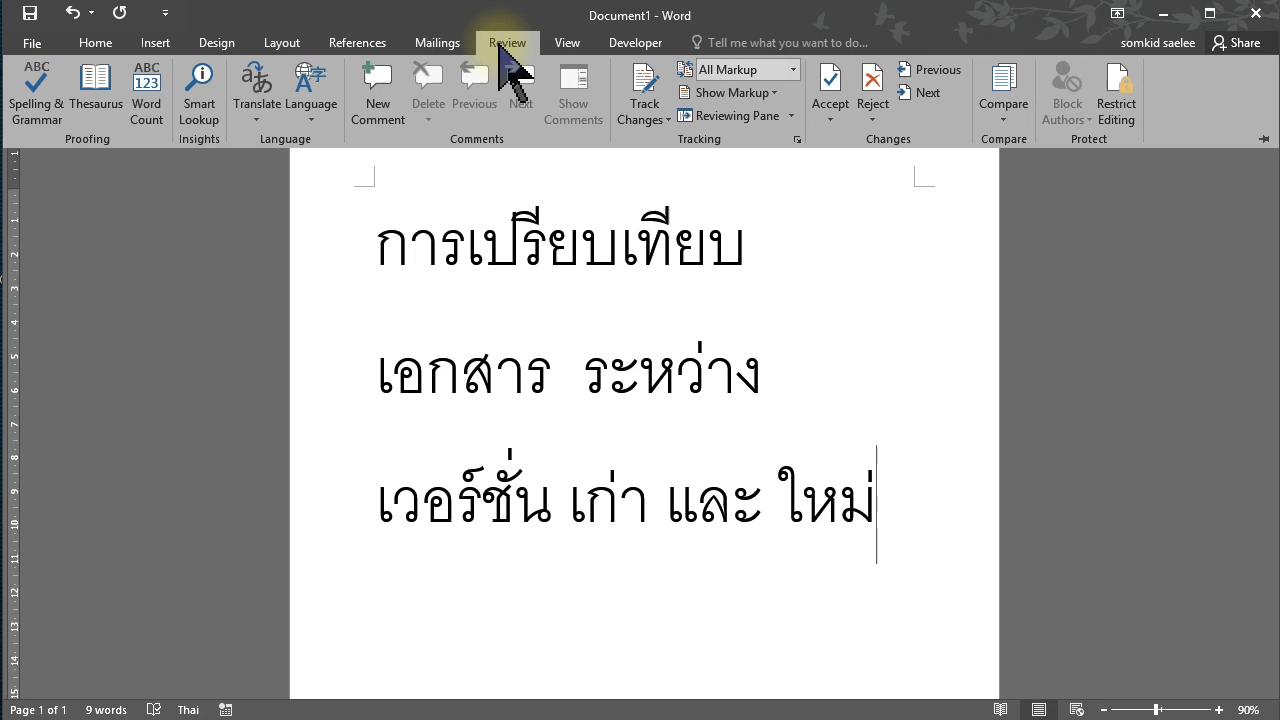 Document1 - Word
File Home Insert Design Layout References Mailings Review View Developer Tell me what you want to do... somkid saelee Share
ABC ABC 123
Spelling & Grammar Thesaurus Word Count Smart Lookup Translate Language New Comment Delete Previous Next Show Comments Track Changes All Markup Accept Reject Previous Compare Block Authors Restrict Editing
Show Markup Next
Reviewing Pane
Proofing Insights Language Comments Tracking Changes Compare Protect
การเปรียบเทียบ
เอกสาร ระหว่าง
เวอร์ชั่น เก่า และ ใหม่
Page 1 of 1 9 words Thai 90%